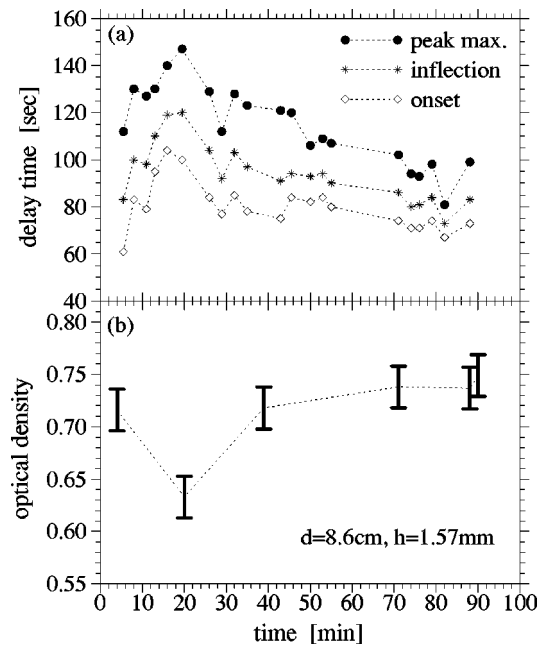 (a)
peak max.
inflection
onset
160
140
120
100
80
60
40
delay time [sec]
(b)
0.80
0.75
0.70
0.65
0.60
0.55
optical density
d=8.6cm, h=1.57mm
0 10 20 30 40 50 60 70 80 90 100
time [min]